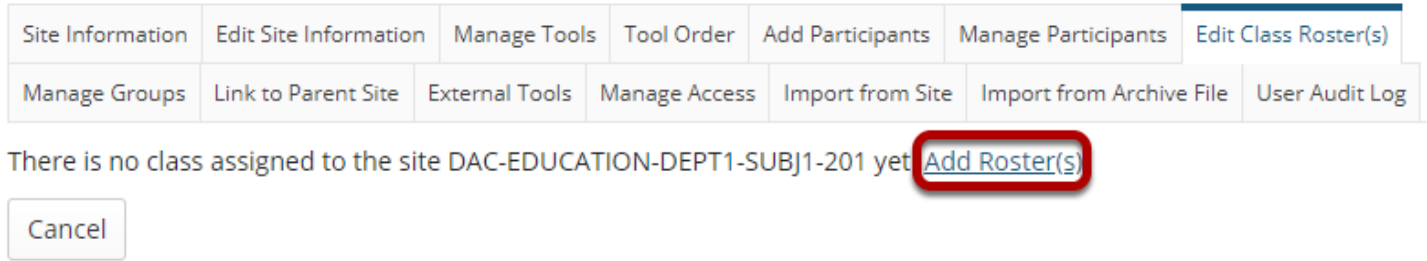 Site Information Edit Site Information Manage Tools Tool Order Add Participants Manage Participants Edit Class Roster(s)
Manage Groups Link to Parent Site External Tools Manage Access Import from Site Import from Archive File User Audit Log
There is no class assigned to the site DAC-EDUCATION-DEPT1-SUBJ1-201 yet Add Roster(s)
Cancel